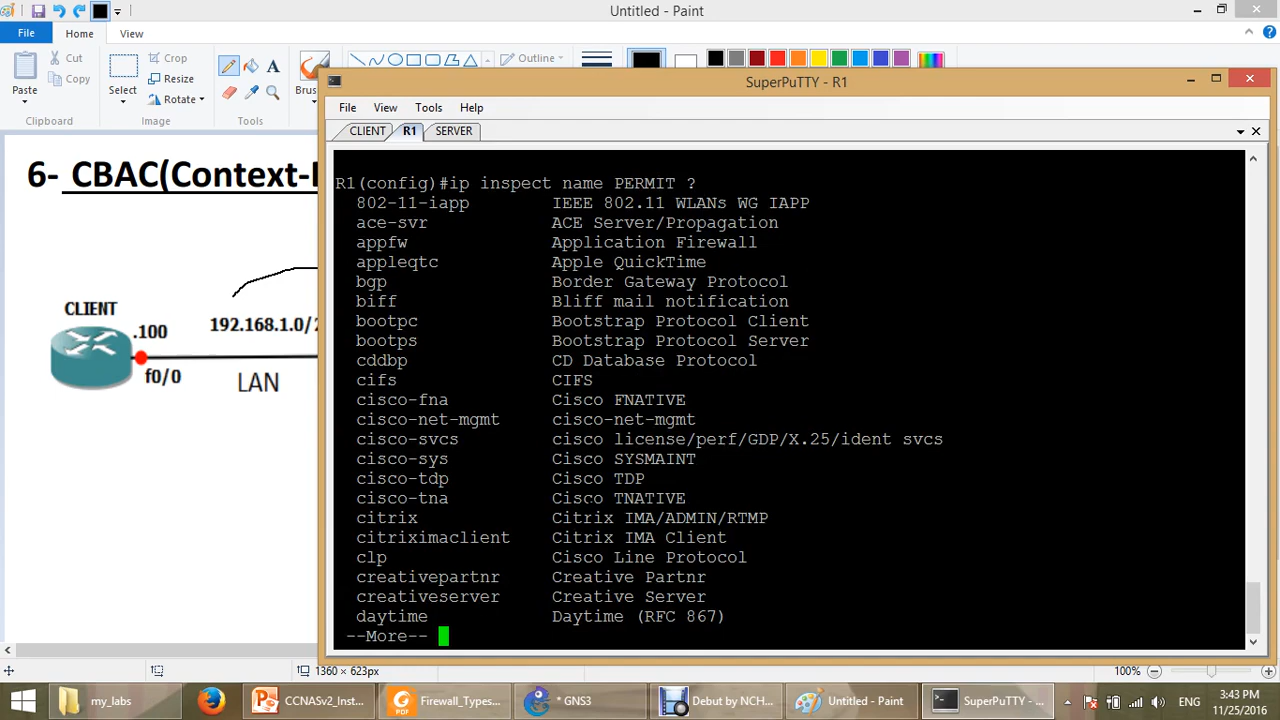 Untitled - Paint
File
Home
View
Paste
Cut
Copy
Clipboard
Select
Crop
Resize
Rotate
Image
A
Tools
Outline
SuperPuTTY - R1
File View Tools Help
CLIENT R1 SERVER
6- CBAC(Context-
CLIENT
.100
192.168.1.0/
f0/0
LAN
R1(config)#ip inspect name PERMIT ?
802-11-iapp IEEE 802.11 WLANs WG IAPP
ace-svr ACE Server/Propagation
appfw Application Firewall
appleqtc Apple QuickTime
bgp Border Gateway Protocol
biff Bliff mail notification
bootpc Bootstrap Protocol Client
bootps Bootstrap Protocol Server
cddbp CD Database Protocol
cifs CIFS
cisco-fna Cisco FNATIVE
cisco-net-mgmt cisco-net-mgmt
cisco-svcs cisco license/perf/GDP/X.25/ident svcs
cisco-sys Cisco SYSMAINT
cisco-tdp Cisco TDP
cisco-tna Cisco TNATIVE
citrix Citrix IMA/ADMIN/RTMP
citriximaclient Citrix IMA Client
clp Cisco Line Protocol
creativepartnr Creative Partnr
creativeserver Creative Server
daytime Daytime (RFC 867)
--More--
1360 × 623px
100%
my_labs
CCNASv2_Inst...
Firewall_Types...
* GNS3
Debut by NCH...
Untitled - Paint
SuperPuTTY - ...
ENG
3:43 PM
11/25/2016